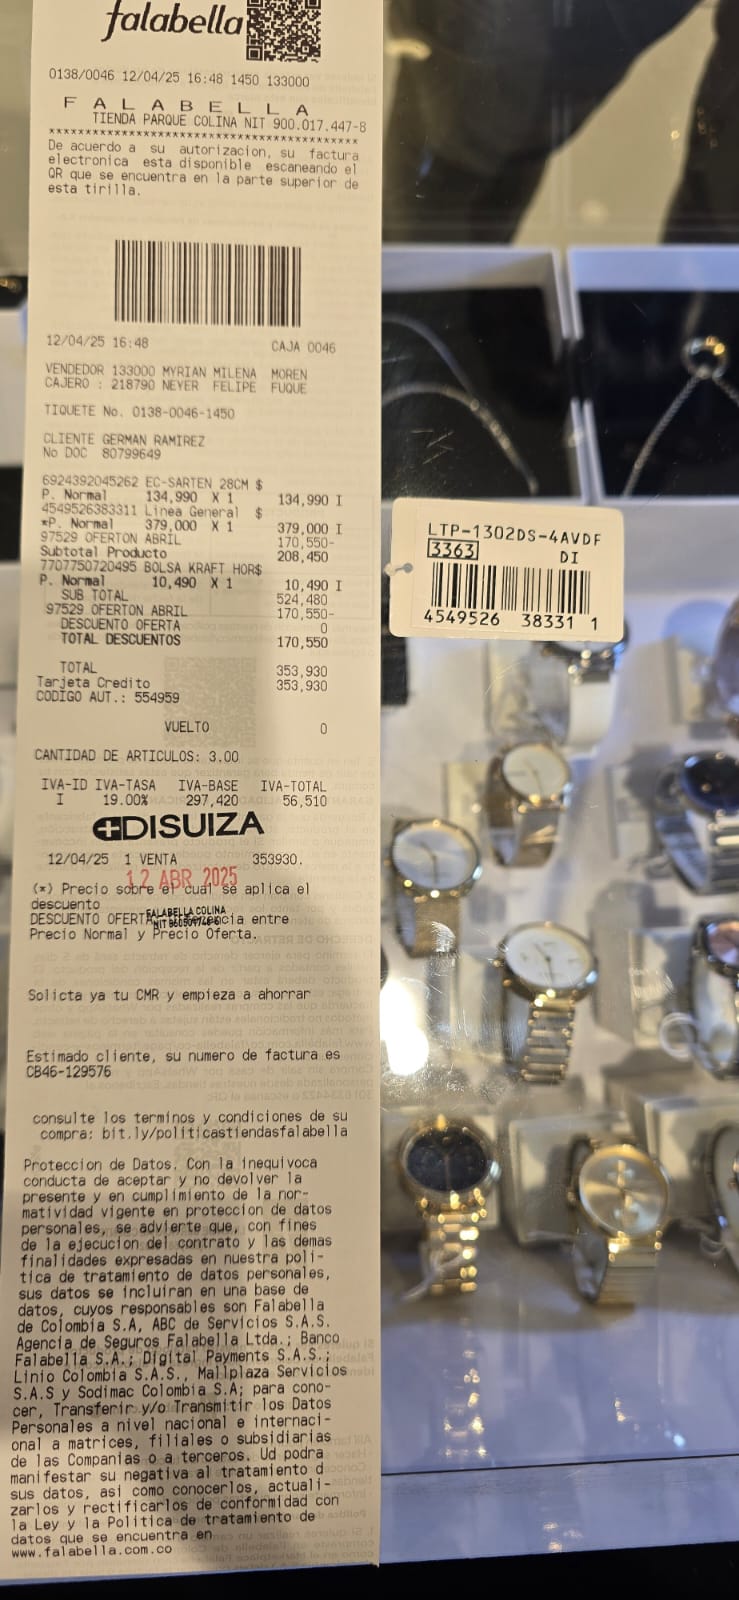 falabella
0138/0046 12/04/25 16:48 1450 133000
F A L A B E L L A
TIENDA PARQUE COLINA NIT 900.017.447-8
****************************************
De acuerdo a su autorizacion, su factura
electronica esta disponible escaneando el
QR que se encuentra en la parte superior de
esta tirilla.
12/04/25 16:48 CAJA 0046
VENDEDOR 133000 MYRIAN MILENA MOREN
CAJERO : 218790 NEYER FELIPE FUQUE
TIQUETE No. 0138-0046-1450
CLIENTE GERMAN RAMIREZ
No DOC 80799649
6924392045262 EC-SARTEN 28CM $
P. Normal 134,990 X 1 134,990 I
4549526383311 Linea General $
*P. Normal 379,000 X 1 379,000 I
97529 OFERTON ABRIL 170,550-
Subtotal Producto 208,450
7707750720495 BOLSA KRAFT HOR$
P. Normal 10,490 X 1 10,490 I
SUB TOTAL 524,480
97529 OFERTON ABRIL 170,550-
DESCUENTO OFERTA 0
TOTAL DESCUENTOS 170,550
TOTAL 353,930
Tarjeta Credito 353,930
CODIGO AUT.: 554959
VUELTO 0
CANTIDAD DE ARTICULOS: 3.00
IVA-ID IVA-TASA IVA-BASE IVA-TOTAL
I 19.00% 297,420 56,510
DISUIZA
12/04/25 1 VENTA 353930.
12 ABR 2025
(*) Precio sobre el cual se aplica el
descuento
FALABELLA COLINA
DESCUENTO OFERTA
Precio Normal y Precio Oferta.
Solicta ya tu CMR y empieza a ahorrar
Estimado cliente, su numero de factura es
CB46-129576
consulte los terminos y condiciones de su
compra: bit.ly/politicastiendasfalabella
Proteccion de Datos. Con la inequivoca
conducta de aceptar y no devolver la
presente y en cumplimiento de la nor-
matividad vigente en proteccion de datos
personales, se advierte que, con fines
de la ejecucion del contrato y las demas
finalidades expresadas en nuestra poli-
tica de tratamiento de datos personales,
sus datos se incluiran en una base de
datos, cuyos responsables son Falabella
de Colombia S.A, ABC de Servicios S.A.S.
Agencia de Seguros Falabella Ltda.; Banco
Falabella S.A.; Digital Payments S.A.S.;
Linio Colombia S.A.S., Mallplaza Servicios
S.A.S y Sodimac Colombia S.A; para cono-
cer, Transferir y/o Transmitir los Datos
Personales a nivel nacional e internaci-
onal a matrices, filiales o subsidiarias
de las Companias o a terceros. Ud podra
manifestar su negativa al tratamiento d
sus datos, asi como conocerlos, actuali-
zarlos y rectificarlos de conformidad con
la Ley y la Politica de tratamiento de
datos que se encuentra en
www.falabella.com.co
LTP-1302DS-4AVDF
3363 DI
4549526 38331 1